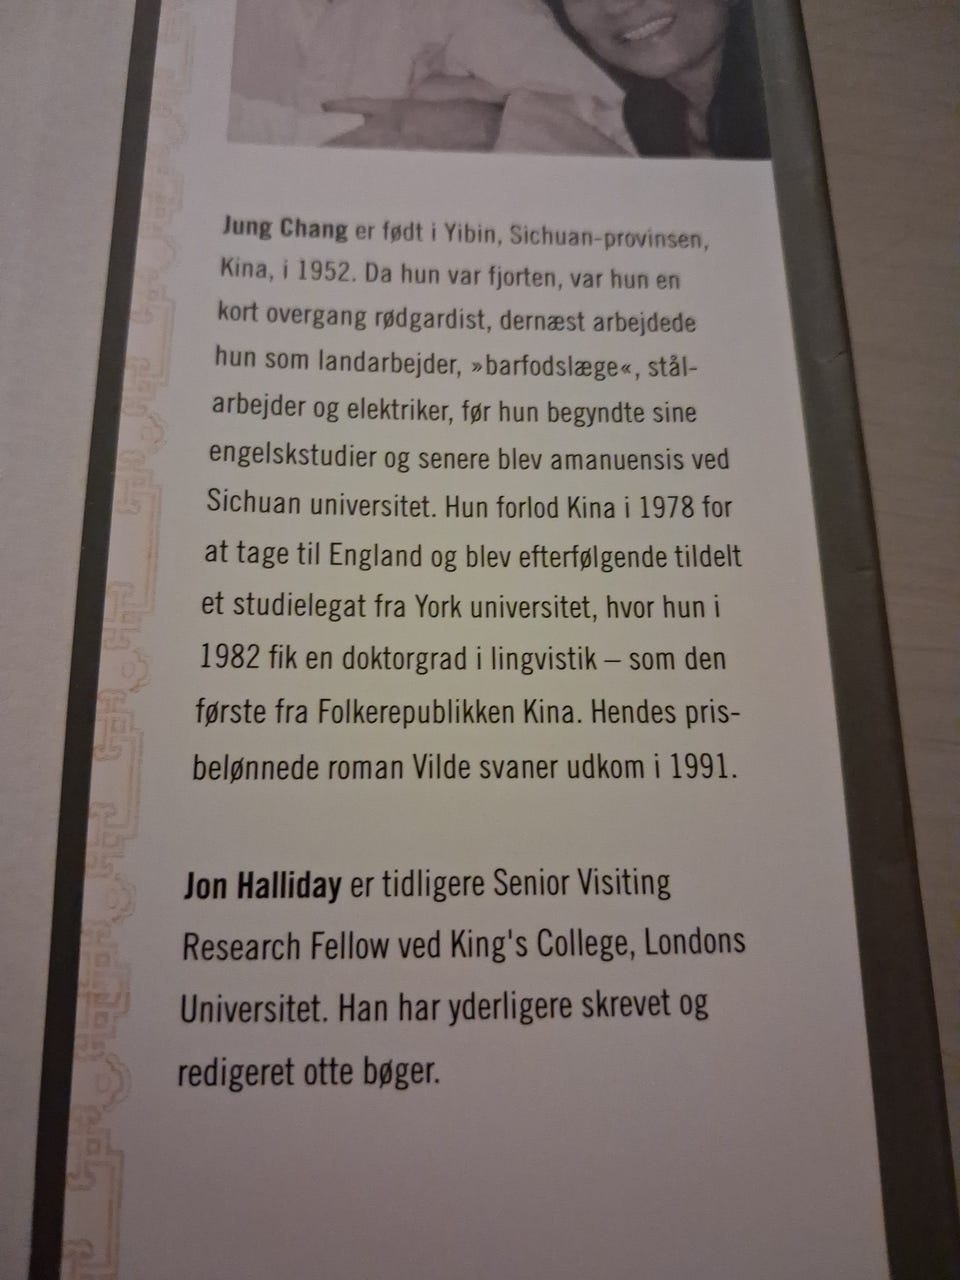 Jung Chang er født i Yibin, Sichuan-provinsen,
Kina, i 1952. Da hun var fjorten, var hun en
kort overgang rødgardist, dernæst arbejdede
hun som landarbejder, »barfodslæge«, stål-
arbejder og elektriker, før hun begyndte sine
engelskstudier og senere blev amanuensis ved
Sichuan universitet. Hun forlod Kina i 1978 for
at tage til England og blev efterfølgende tildelt
et studielegat fra York universitet, hvor hun i
1982 fik en doktorgrad i lingvistik – som den
første fra Folkerepublikken Kina. Hendes pris-
belønnede roman Vilde svaner udkom i 1991.
Jon Halliday er tidligere Senior Visiting
Research Fellow ved King's College, Londons
Universitet. Han har yderligere skrevet og
redigeret otte bøger.